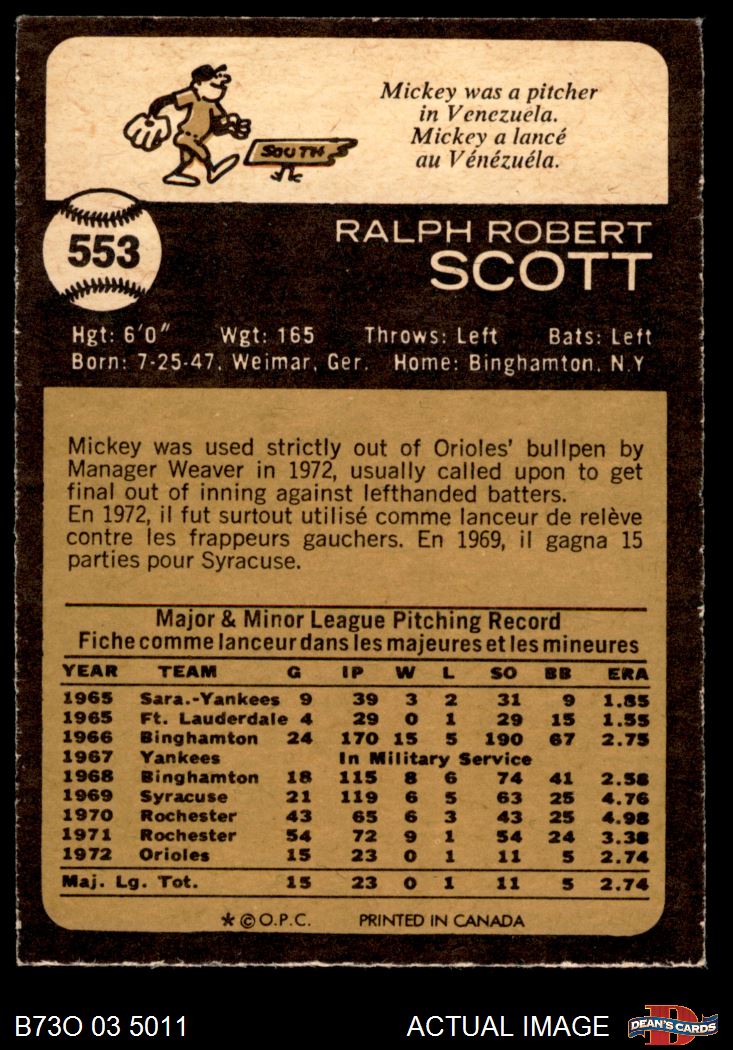 Mickey was a pitcher
in Venezuela.
Mickey a lancé
au Vénézuéla.
SOUTH
553
RALPH ROBERT
SCOTT
Hgt: 6'0" Wgt: 165 Throws: Left Bats: Left
Born: 7-25-47, Weimar, Ger. Home: Binghamton, N.Y
Mickey was used strictly out of Orioles' bullpen by
Manager Weaver in 1972, usually called upon to get
final out of inning against lefthanded batters.
En 1972, il fut surtout utilisé comme lanceur de relève
contre les frappeurs gauchers. En 1969, il gagna 15
parties pour Syracuse.
Major & Minor League Pitching Record
Fiche comme lanceur dans les majeures et les mineures
YEAR TEAM G IP W L SO BB ERA
1965 Sara.-Yankees 9 39 3 2 31 9 1.85
1965 Ft. Lauderdale 4 29 0 1 29 15 1.55
1966 Binghamton 24 170 15 5 190 67 2.75
1967 Yankees In Military Service
1968 Binghamton 18 115 8 6 74 41 2.58
1969 Syracuse 21 119 6 5 63 25 4.76
1970 Rochester 43 65 6 3 43 25 4.98
1971 Rochester 54 72 9 1 54 24 3.38
1972 Orioles 15 23 0 1 11 5 2.74
Maj. Lg. Tot. 15 23 0 1 11 5 2.74
* © O.P.C. PRINTED IN CANADA
B73O 03 5011 ACTUAL IMAGE DEAN'S CARDS